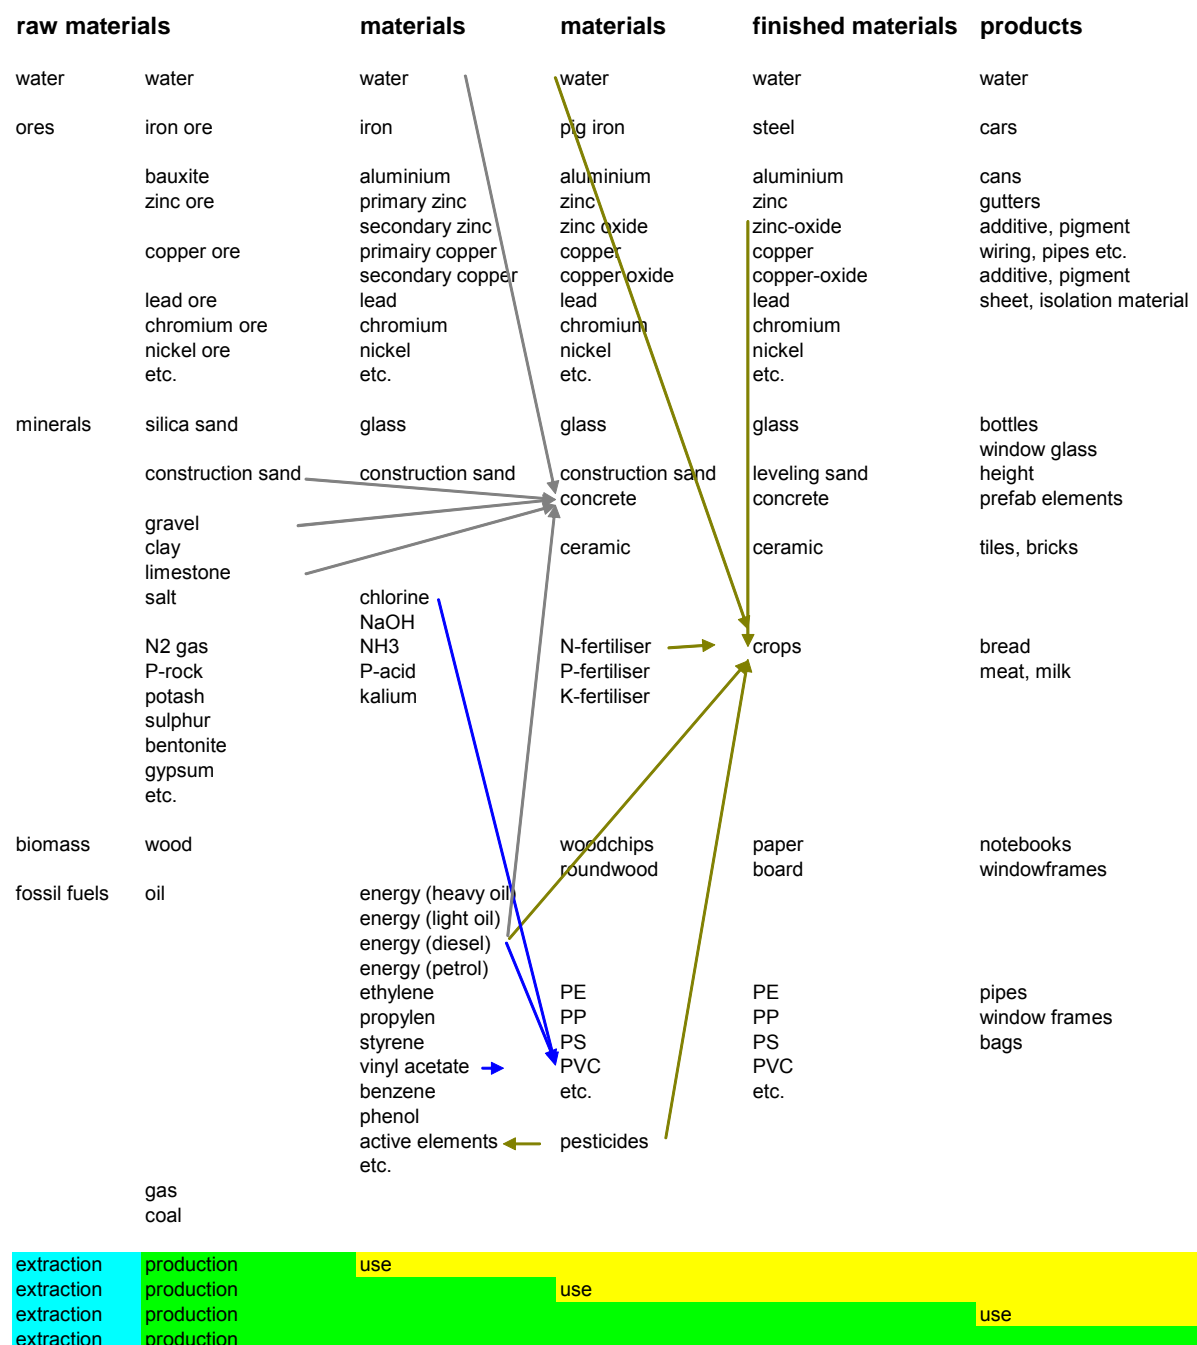 raw materials materials materials finished materials products
water water water water water water
ores iron ore iron pig iron steel cars
bauxite aluminium aluminium aluminium cans
zinc ore primary zinc zinc zinc gutters
secondary zinc zinc oxide zinc-oxide additive, pigment
copper ore primairy copper copper copper wiring, pipes etc.
secondary copper copper oxide copper-oxide additive, pigment
lead ore lead lead lead sheet, isolation material
chromium ore chromium chromium chromium
nickel ore nickel nickel nickel
etc. etc. etc. etc.
minerals silica sand glass glass glass bottles
window glass
construction sand construction sand construction sand leveling sand height
concrete concrete prefab elements
gravel
clay ceramic ceramic tiles, bricks
limestone
salt chlorine
NaOH
N2 gas NH3 N-fertiliser crops bread
P-rock P-acid P-fertiliser meat, milk
potash kalium K-fertiliser
sulphur
bentonite
gypsum
etc.
biomass wood woodchips paper notebooks
roundwood board windowframes
fossil fuels oil energy (heavy oil)
energy (light oil)
energy (diesel)
energy (petrol)
ethylene PE PE pipes
propylen PP PP window frames
styrene PS PS bags
vinyl acetate PVC PVC
benzene etc. etc.
phenol
active elements pesticides
etc.
gas
coal
extraction production use
extraction production use
extraction production use
extraction production